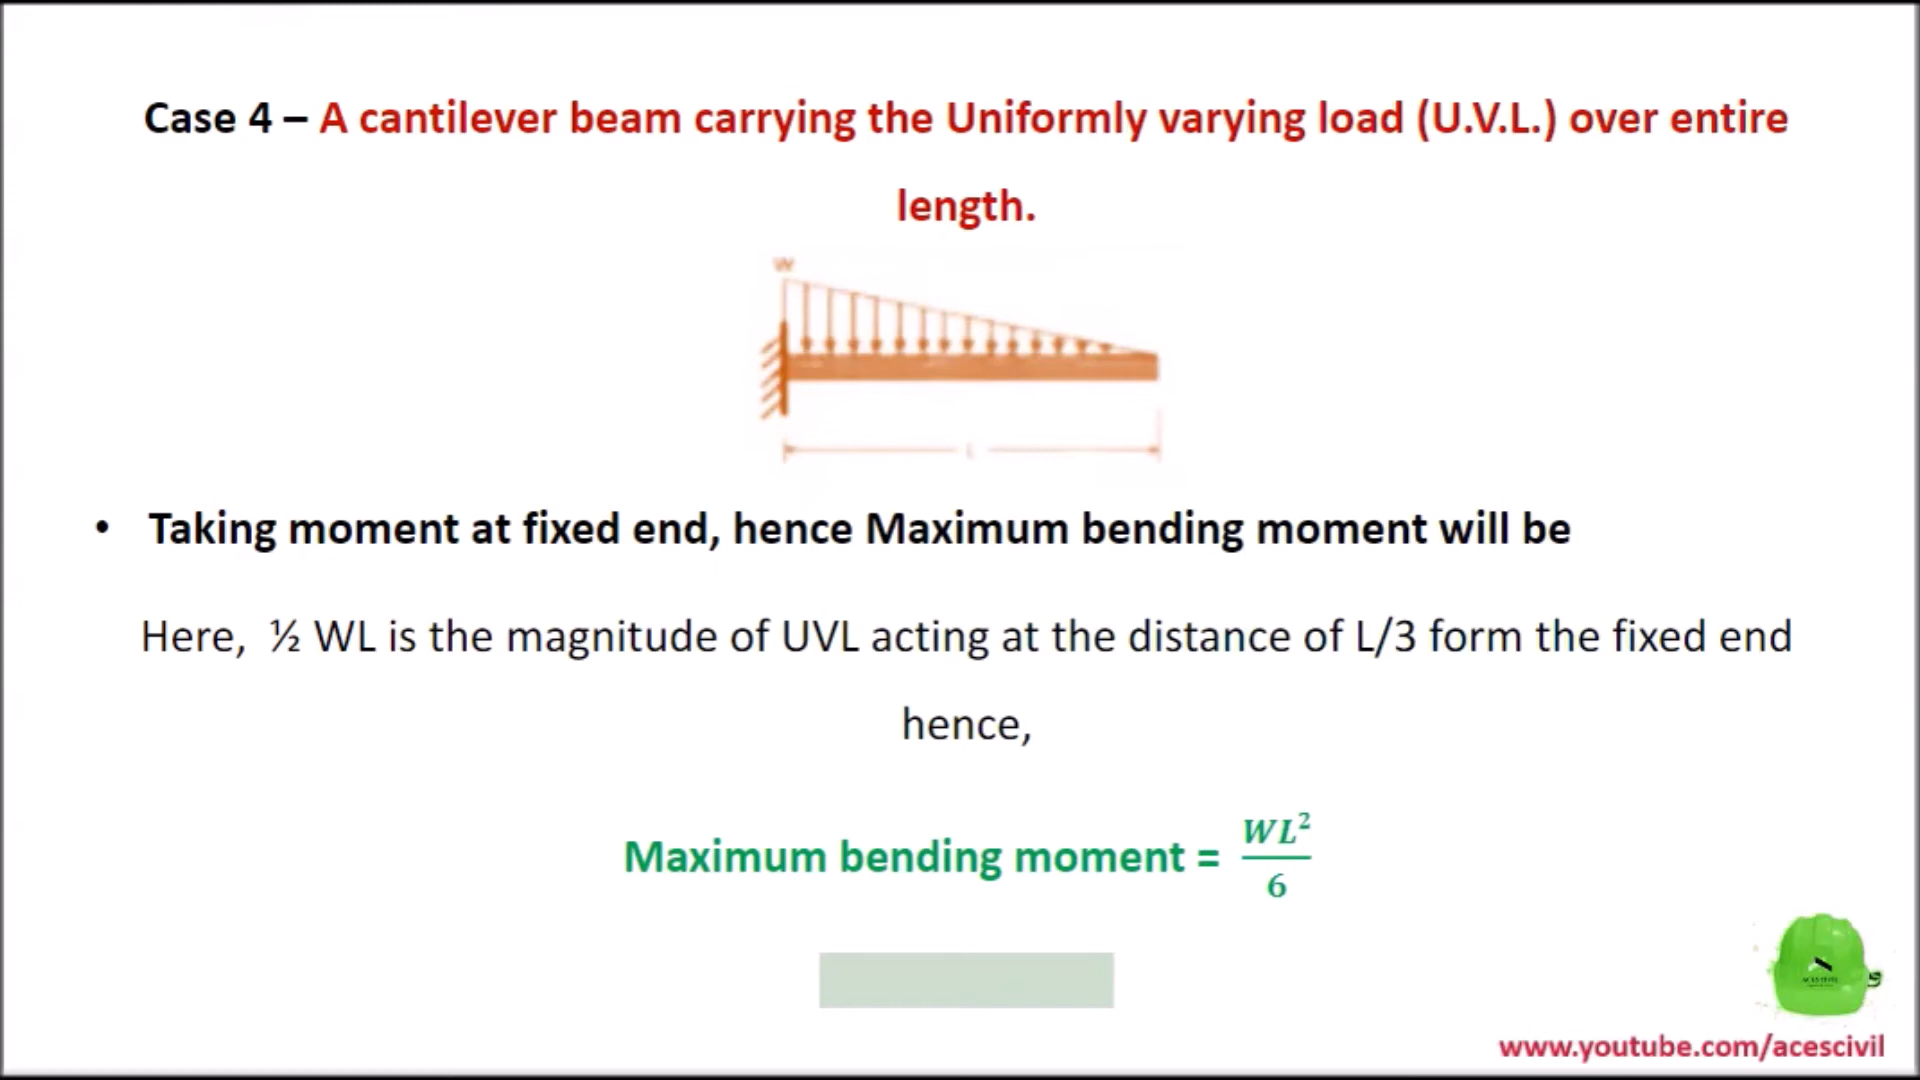 Case 4 – A cantilever beam carrying the Uniformly varying load (U.V.L.) over entire
length.
W
L
• Taking moment at fixed end, hence Maximum bending moment will be
Here, ½ WL is the magnitude of UVL acting at the distance of L/3 form the fixed end
hence,
Maximum bending moment = WL²/6
www.youtube.com/acescivil